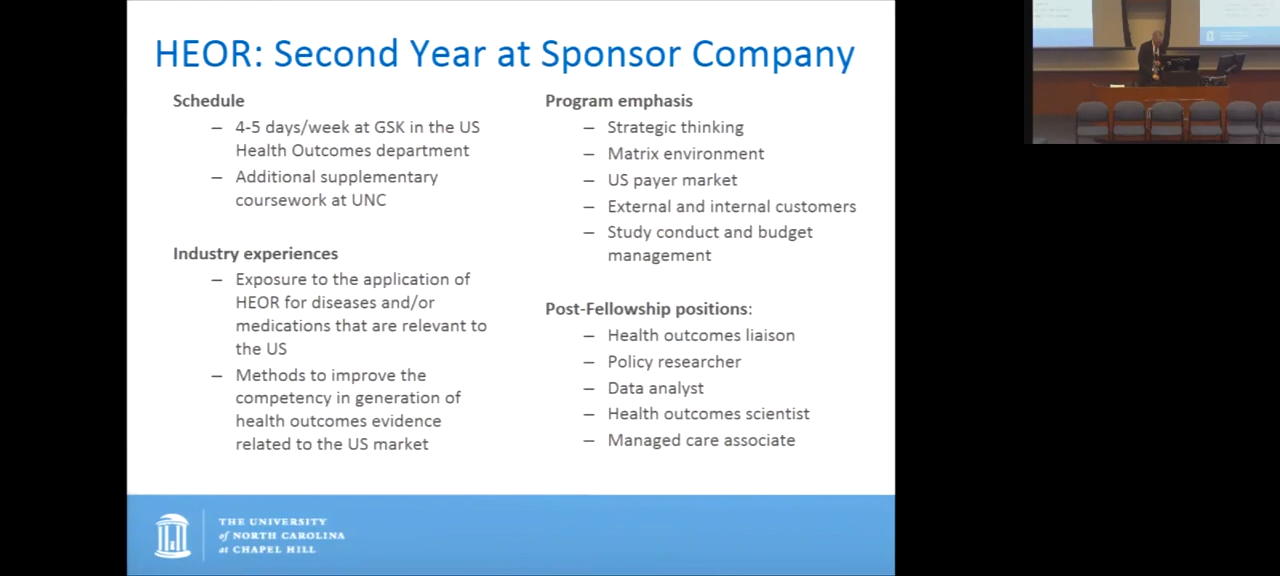 HEOR: Second Year at Sponsor Company
Schedule
– 4-5 days/week at GSK in the US
Health Outcomes department
– Additional supplementary
coursework at UNC
Industry experiences
– Exposure to the application of
HEOR for diseases and/or
medications that are relevant to
the US
– Methods to improve the
competency in generation of
health outcomes evidence
related to the US market
Program emphasis
– Strategic thinking
– Matrix environment
– US payer market
– External and internal customers
– Study conduct and budget
management
Post-Fellowship positions:
– Health outcomes liaison
– Policy researcher
– Data analyst
– Health outcomes scientist
– Managed care associate
THE UNIVERSITY
of NORTH CAROLINA
at CHAPEL HILL